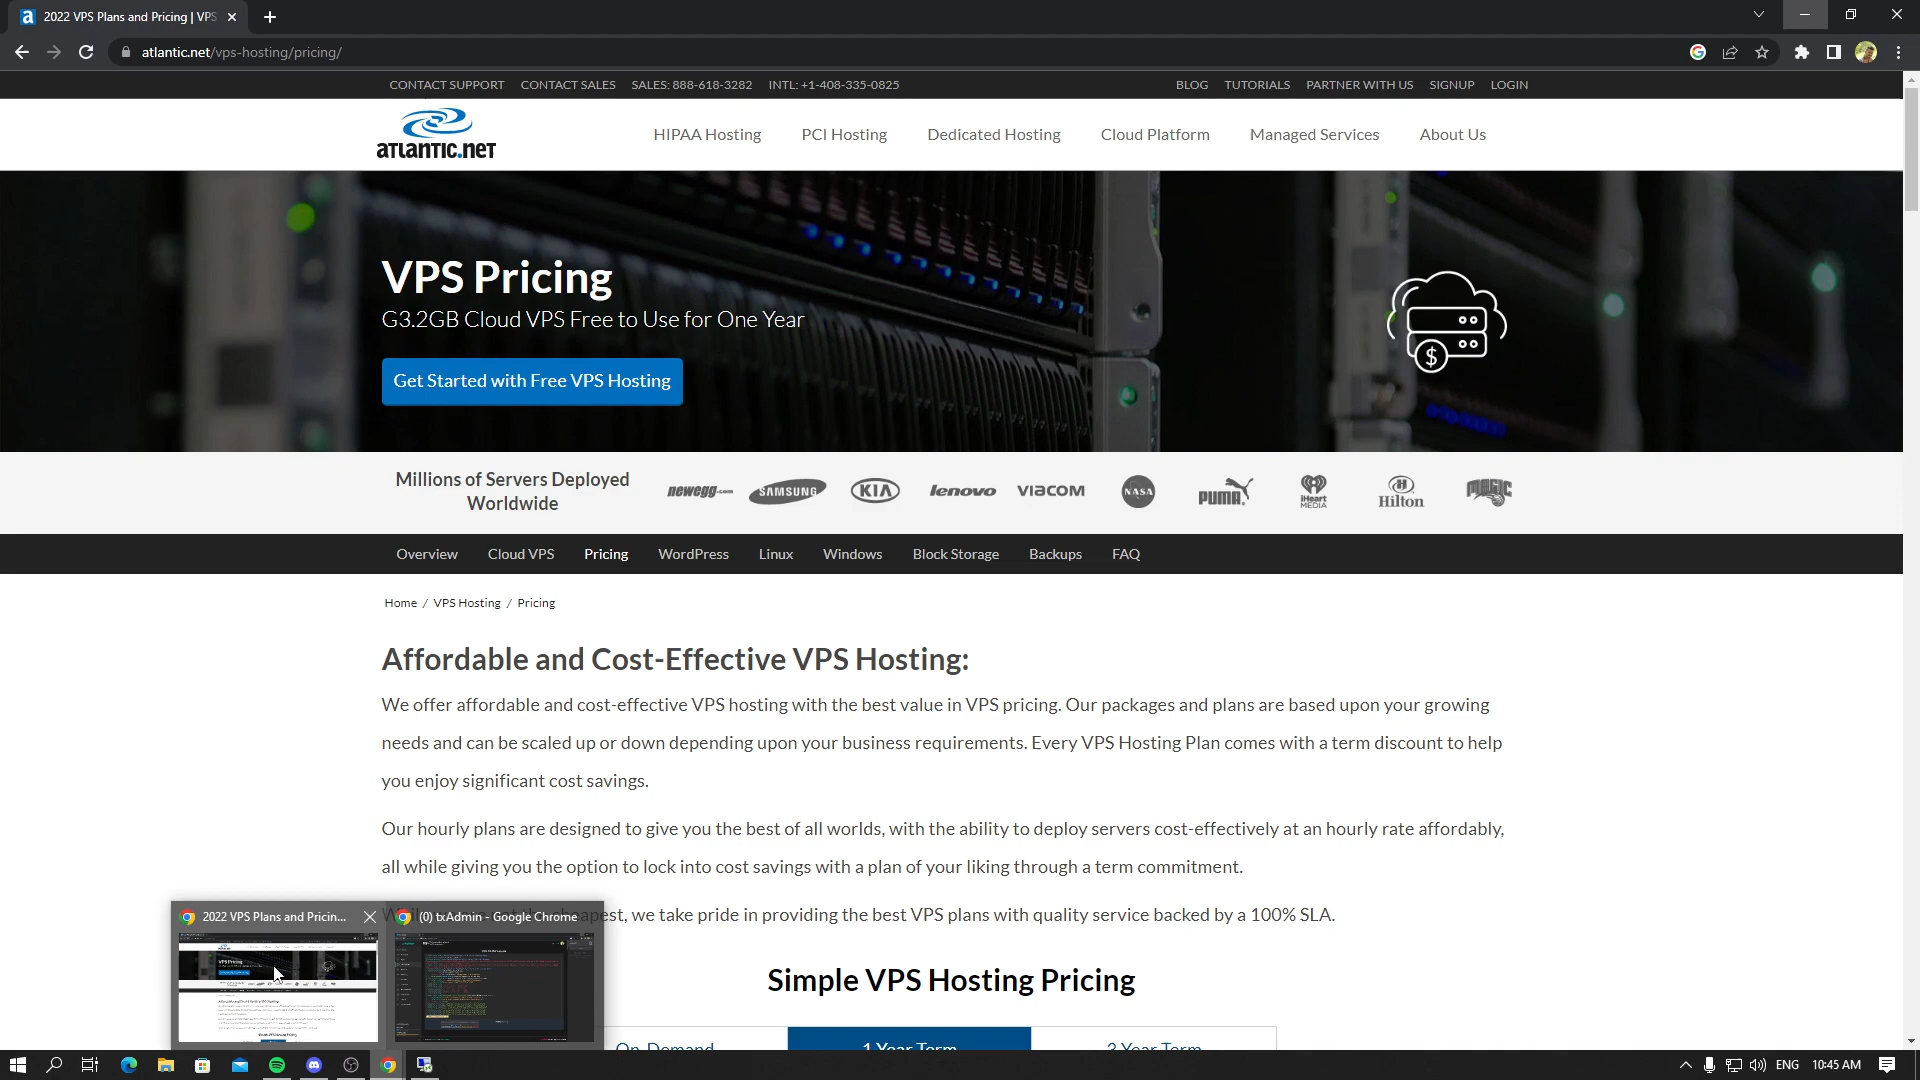 2022 VPS Plans and Pricing | VPS
atlantic.net/vps-hosting/pricing/
CONTACT SUPPORT CONTACT SALES SALES: 888-618-3282 INTL: +1-408-335-0825 BLOG TUTORIALS PARTNER WITH US SIGNUP LOGIN
ATLANTIC.NET HIPAA Hosting PCI Hosting Dedicated Hosting Cloud Platform Managed Services About Us
VPS Pricing
G3.2GB Cloud VPS Free to Use for One Year
Get Started with Free VPS Hosting
Millions of Servers Deployed
Worldwide
newegg.com SAMSUNG KIA lenovo VIACOM NASA PUMA iHeart MEDIA Hilton MAGIC
Overview Cloud VPS Pricing WordPress Linux Windows Block Storage Backups FAQ
Home / VPS Hosting / Pricing
Affordable and Cost-Effective VPS Hosting:
We offer affordable and cost-effective VPS hosting with the best value in VPS pricing. Our packages and plans are based upon your growing
needs and can be scaled up or down depending upon your business requirements. Every VPS Hosting Plan comes with a term discount to help
you enjoy significant cost savings.
Our hourly plans are designed to give you the best of all worlds, with the ability to deploy servers cost-effectively at an hourly rate affordably,
all while giving you the option to lock into cost savings with a plan of your liking through a term commitment.
we take pride in providing the best VPS plans with quality service backed by a 100% SLA.
2022 VPS Plans and Pricin... (0) txAdmin - Google Chrome
Simple VPS Hosting Pricing
On-Demand 1 Year Term 3 Year Term
ENG 10:45 AM